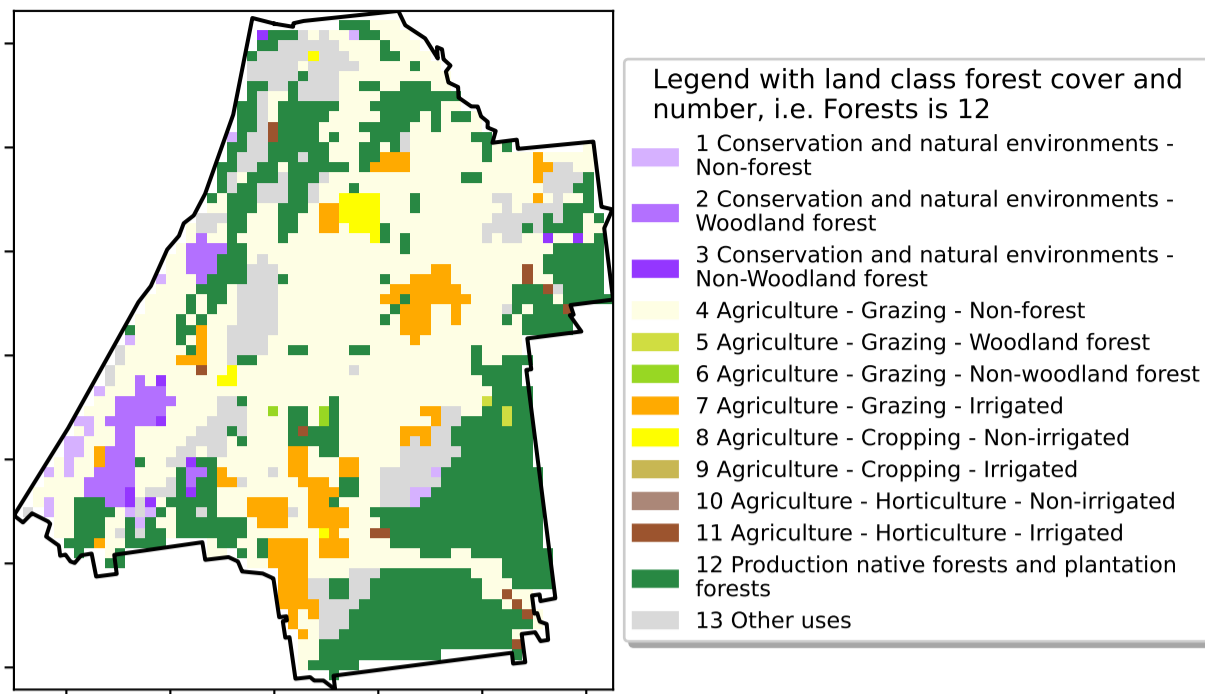 Legend with land class forest cover and
number, i.e. Forests is 12
1 Conservation and natural environments -
Non-forest
2 Conservation and natural environments -
Woodland forest
3 Conservation and natural environments -
Non-Woodland forest
4 Agriculture - Grazing - Non-forest
5 Agriculture - Grazing - Woodland forest
6 Agriculture - Grazing - Non-woodland forest
7 Agriculture - Grazing - Irrigated
8 Agriculture - Cropping - Non-irrigated
9 Agriculture - Cropping - Irrigated
10 Agriculture - Horticulture - Non-irrigated
11 Agriculture - Horticulture - Irrigated
12 Production native forests and plantation
forests
13 Other uses